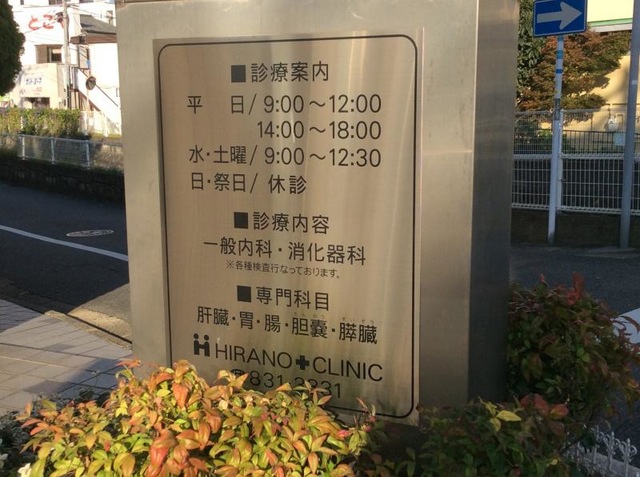 ■診療案内
平 日/ 9:00～12:00
14:00～18:00
水・土曜/ 9:00～12:30
日・祭日/ 休診
■診療内容
一般内科・消化器科
※各種検査行なっております。
■専門科目
肝臓・胃・腸・胆嚢・膵臓
HIRANO✚CLINIC